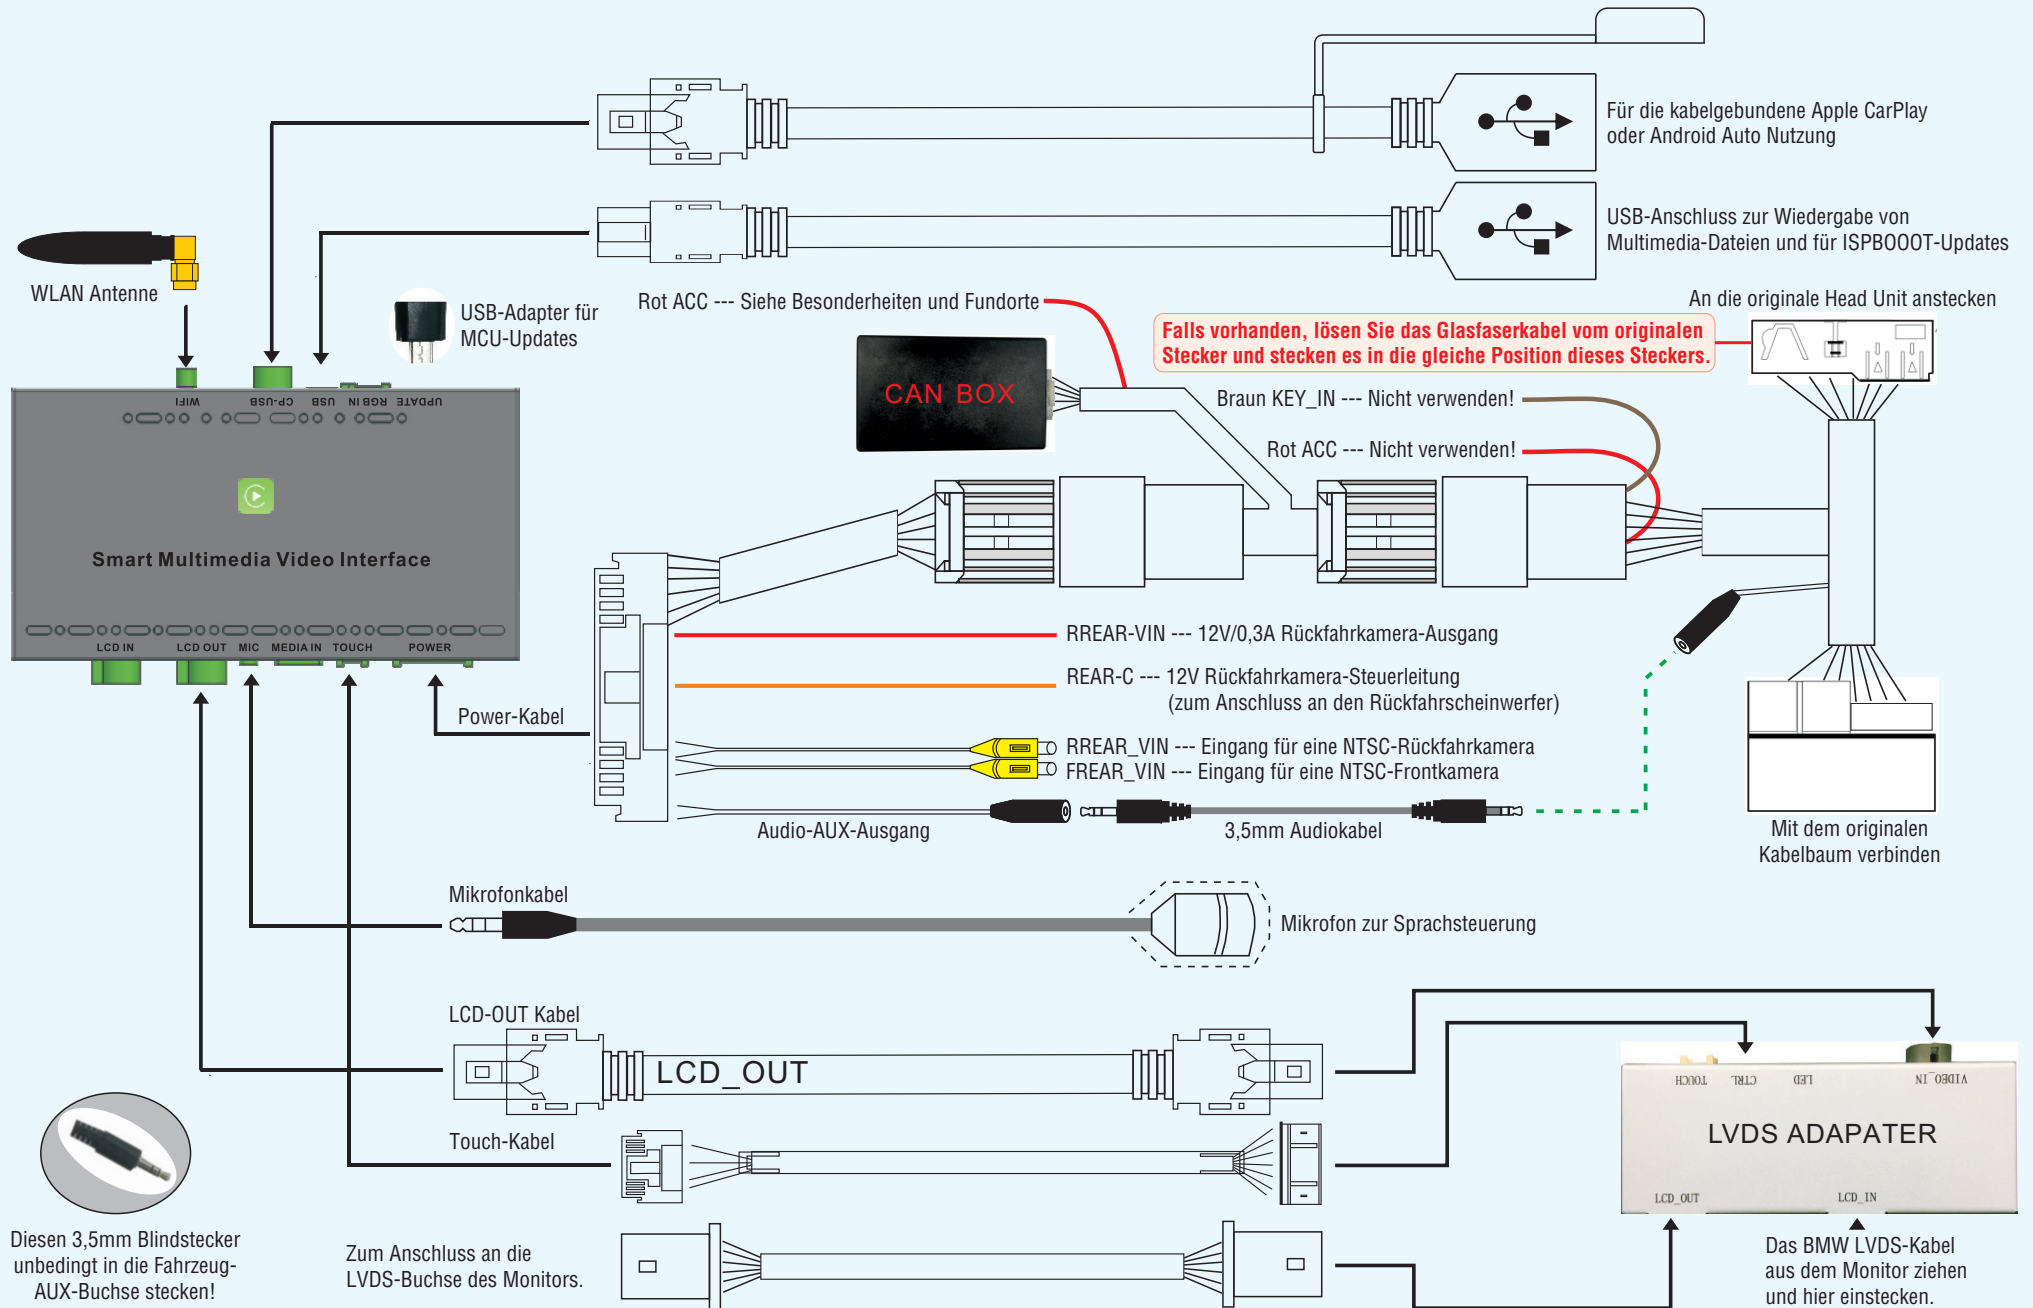 Für die kabelgebundene Apple CarPlay
oder Android Auto Nutzung
USB-Anschluss zur Wiedergabe von
Multimedia-Dateien und für ISPBOOOT-Updates
WLAN Antenne
USB-Adapter für
MCU-Updates
Rot ACC --- Siehe Besonderheiten und Fundorte
An die originale Head Unit anstecken
Falls vorhanden, lösen Sie das Glasfaserkabel vom originalen
Stecker und stecken es in die gleiche Position dieses Steckers.
CAN BOX
Braun KEY_IN --- Nicht verwenden!
Rot ACC --- Nicht verwenden!
WIFI
CP-USB
USB
RGB IN
UPDATE
Smart Multimedia Video Interface
LCD IN
LCD OUT
MIC
MEDIA IN
TOUCH
POWER
RREAR-VIN --- 12V/0,3A Rückfahrkamera-Ausgang
REAR-C --- 12V Rückfahrkamera-Steuerleitung
(zum Anschluss an den Rückfahrscheinwerfer)
Power-Kabel
RREAR_VIN --- Eingang für eine NTSC-Rückfahrkamera
FREAR_VIN --- Eingang für eine NTSC-Frontkamera
Audio-AUX-Ausgang
3,5mm Audiokabel
Mit dem originalen
Kabelbaum verbinden
Mikrofonkabel
Mikrofon zur Sprachsteuerung
LCD-OUT Kabel
LCD_OUT
TOUCH
CTRL
LED
VIDEO_IN
LVDS ADAPATER
LCD_OUT
LCD_IN
Touch-Kabel
Diesen 3,5mm Blindstecker
unbedingt in die Fahrzeug-
AUX-Buchse stecken!
Zum Anschluss an die
LVDS-Buchse des Monitors.
Das BMW LVDS-Kabel
aus dem Monitor ziehen
und hier einstecken.